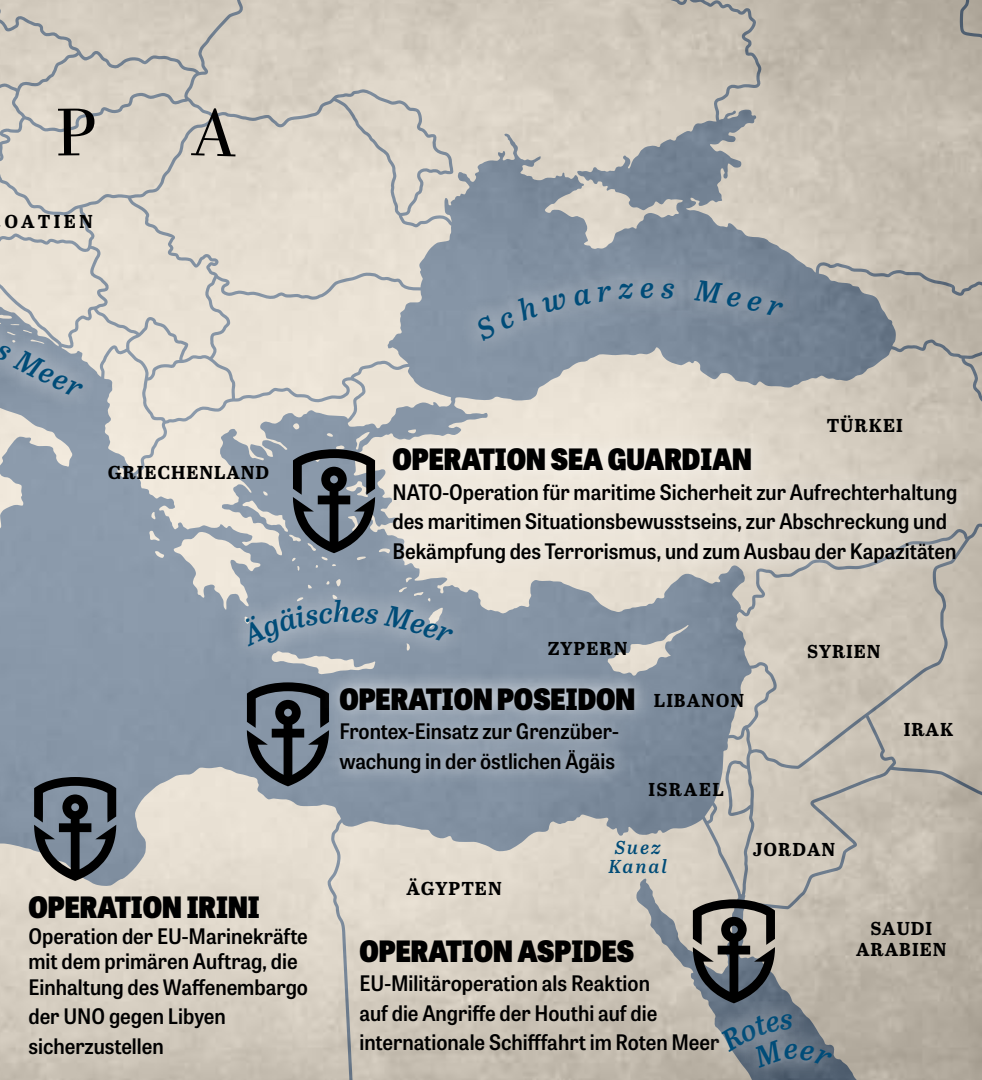 P A
OATIEN
Schwarzes Meer
s Meer
TÜRKEI
GRIECHENLAND
OPERATION SEA GUARDIAN
NATO-Operation für maritime Sicherheit zur Aufrechterhaltung
des maritimen Situationsbewusstseins, zur Abschreckung und
Bekämpfung des Terrorismus, und zum Ausbau der Kapazitäten
Ägäisches Meer
ZYPERN
SYRIEN
OPERATION POSEIDON
Frontex-Einsatz zur Grenzüber-
wachung in der östlichen Ägäis
LIBANON
IRAK
ISRAEL
Suez
Kanal
JORDAN
ÄGYPTEN
OPERATION IRINI
Operation der EU-Marinekräfte
mit dem primären Auftrag, die
Einhaltung des Waffenembargo
der UNO gegen Libyen
sicherzustellen
SAUDI
ARABIEN
OPERATION ASPIDES
EU-Militäroperation als Reaktion
auf die Angriffe der Houthi auf die
internationale Schifffahrt im Roten Meer
Rotes
Meer